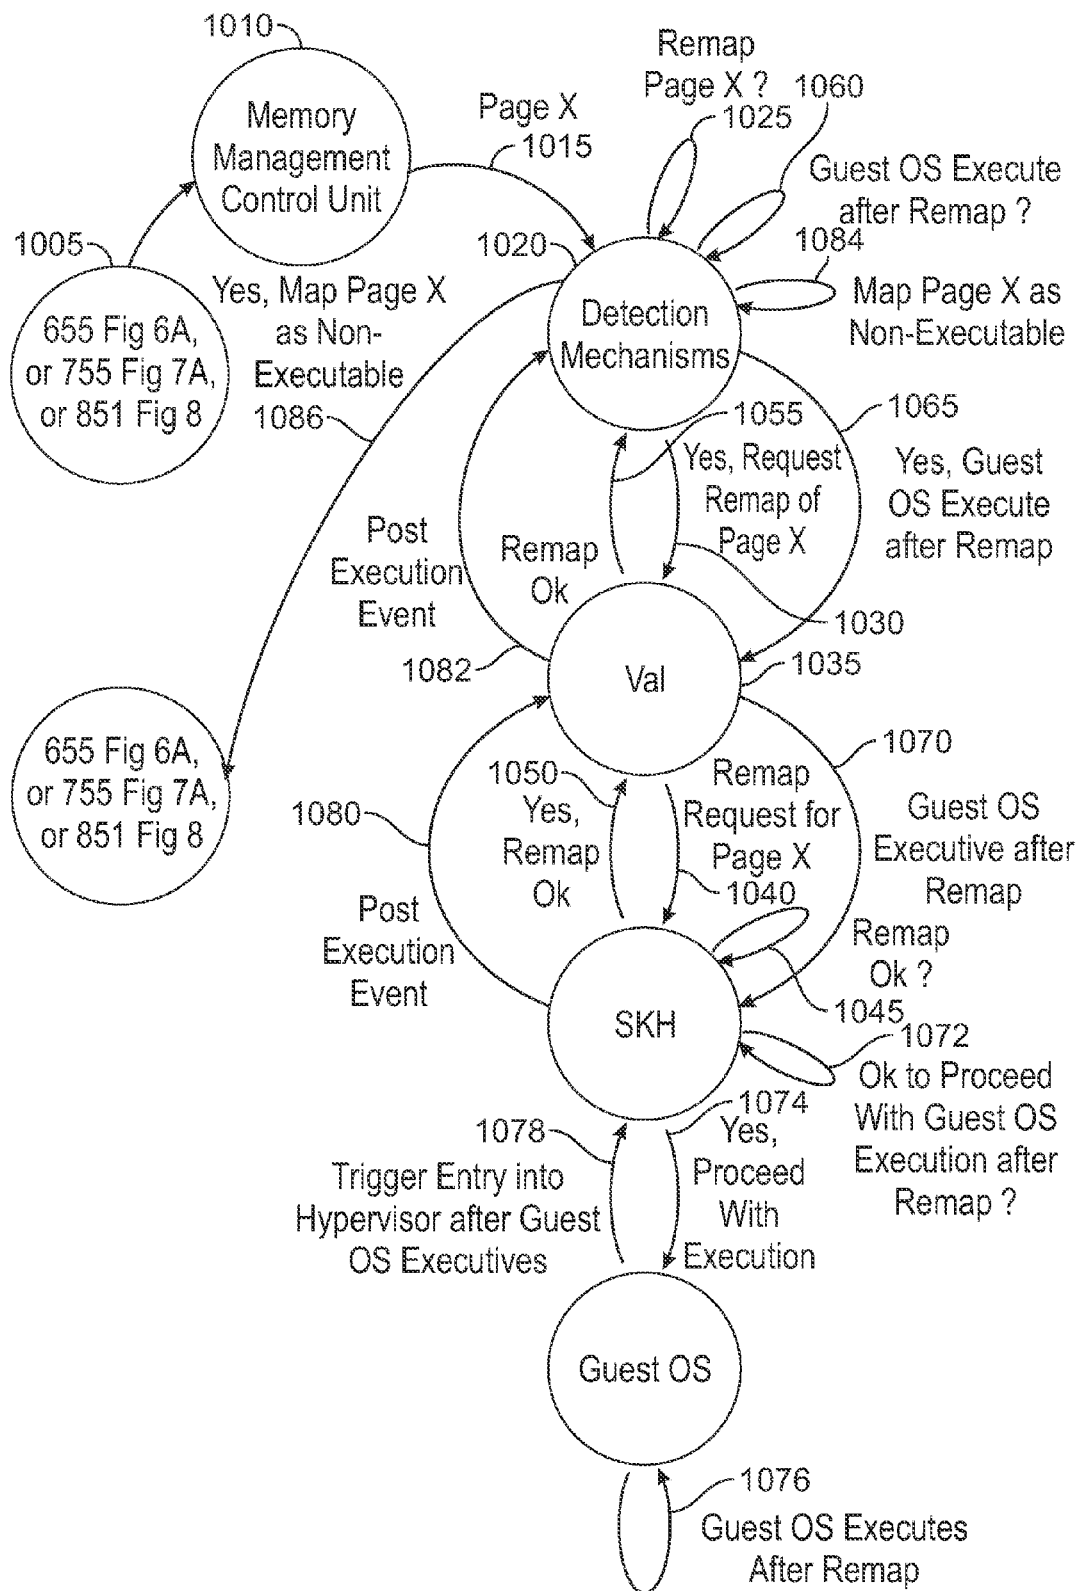 1010
Memory
Management
Control Unit
Page X
1015
Remap
Page X ?
1025
1060
Guest OS Execute
after Remap ?
1084
Map Page X as
Non-Executable
1005
655 Fig 6A,
or 755 Fig 7A,
or 851 Fig 8
1020
Detection
Mechanisms
Yes, Map Page X
as Non-
Executable
1086
1055
Yes, Request
Remap of
Page X
1030
1065
Yes, Guest
OS Execute
after Remap
Post
Execution
Event
1082
Remap
Ok
Val
1035
655 Fig 6A,
or 755 Fig 7A,
or 851 Fig 8
1080
Post
Execution
Event
1050
Yes,
Remap
Ok
Remap
Request for
Page X
1040
1070
Guest OS
Executive after
Remap
Remap
Ok ?
1045
SKH
1072
Ok to Proceed
With Guest OS
Execution after
Remap ?
1078
Trigger Entry into
Hypervisor after Guest
OS Executives
1074
Yes,
Proceed
With
Execution
Guest OS
1076
Guest OS Executes
After Remap